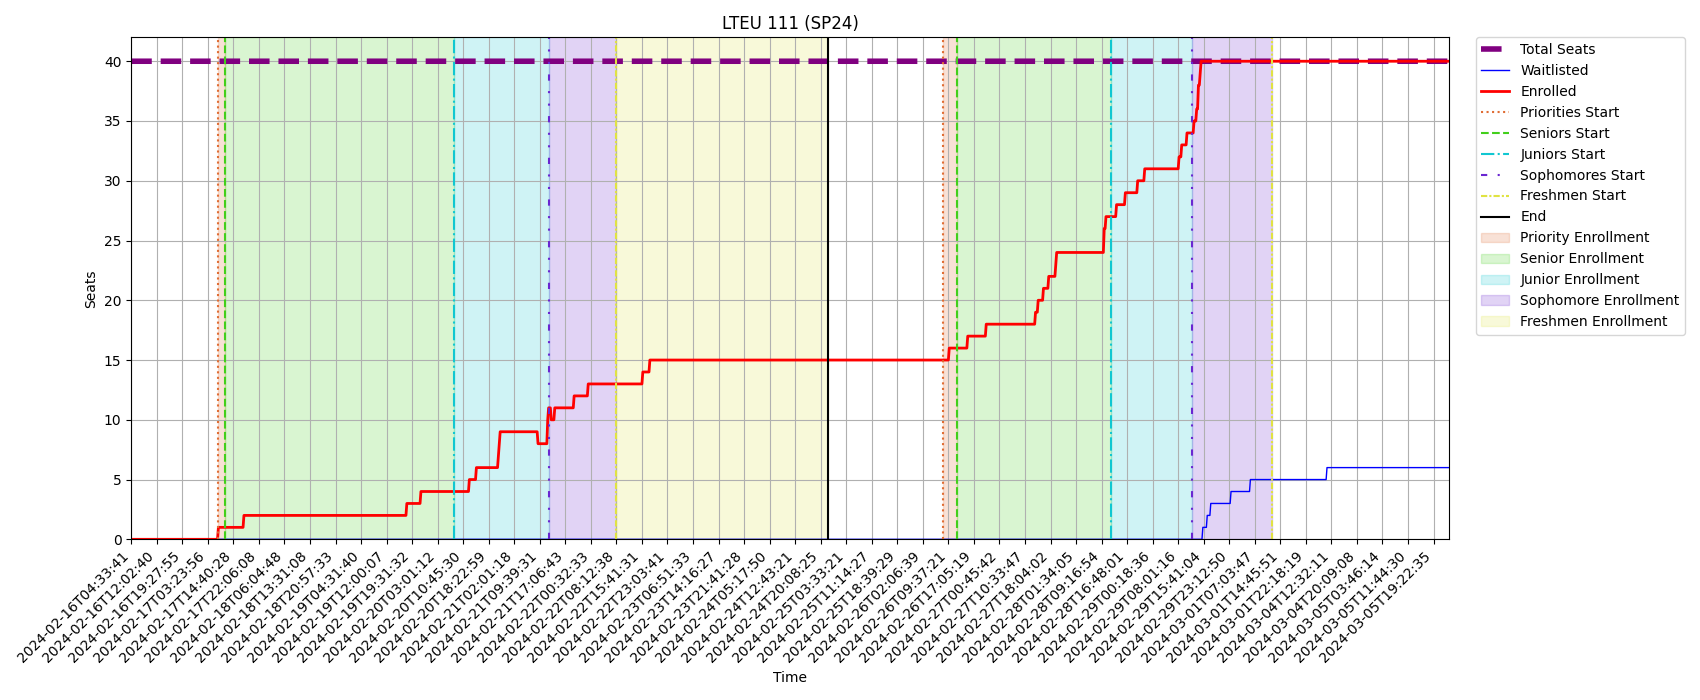 LTEU 111 (SP24)
Seats
40
35
30
25
20
15
10
5
0
2024-02-16T04:33:41
2024-02-16T12:02:40
2024-02-16T19:27:55
2024-02-17T03:23:56
2024-02-17T14:40:28
2024-02-17T22:06:08
2024-02-18T06:04:48
2024-02-18T13:31:08
2024-02-18T20:57:33
2024-02-19T04:31:40
2024-02-19T12:00:07
2024-02-19T19:31:32
2024-02-20T03:01:12
2024-02-20T10:45:30
2024-02-20T18:22:59
2024-02-21T02:01:18
2024-02-21T09:39:31
2024-02-21T17:06:43
2024-02-22T00:32:33
2024-02-22T08:12:38
2024-02-22T15:41:31
2024-02-22T23:03:41
2024-02-23T06:51:33
2024-02-23T14:16:27
2024-02-23T21:41:28
2024-02-24T05:17:50
2024-02-24T12:43:21
2024-02-24T20:08:25
2024-02-25T03:33:21
2024-02-25T11:14:27
2024-02-25T18:39:29
2024-02-26T02:06:39
2024-02-26T09:37:21
2024-02-26T17:05:19
2024-02-27T00:45:42
2024-02-27T10:33:47
2024-02-27T18:04:02
2024-02-28T01:34:05
2024-02-28T09:16:54
2024-02-28T16:48:01
2024-02-29T00:18:36
2024-02-29T08:01:16
2024-02-29T15:41:04
2024-02-29T23:12:50
2024-03-01T07:03:47
2024-03-01T14:45:51
2024-03-01T22:18:19
2024-03-04T12:32:11
2024-03-04T20:09:08
2024-03-05T03:46:14
2024-03-05T11:44:30
2024-03-05T19:22:35
Time
Total Seats
Waitlisted
Enrolled
Priorities Start
Seniors Start
Juniors Start
Sophomores Start
Freshmen Start
End
Priority Enrollment
Senior Enrollment
Junior Enrollment
Sophomore Enrollment
Freshmen Enrollment